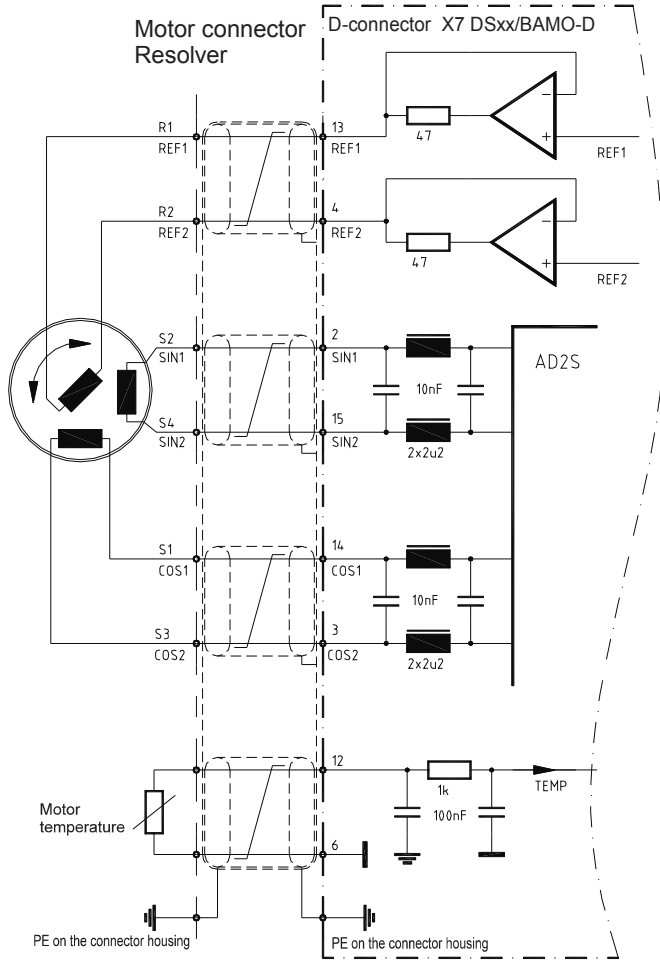 Motor connector
Resolver
D-connector X7 DSxx/BAMO-D
R1
REF1
13
REF1
47
REF1
R2
REF2
4
REF2
47
REF2
S2
SIN1
2
SIN1
AD2S
10nF
S4
SIN2
15
SIN2
2x2u2
S1
COS1
14
COS1
10nF
S3
COS2
3
COS2
2x2u2
12
1k
TEMP
Motor
temperature
100nF
6
PE on the connector housing
PE on the connector housing
- 
+
-
+